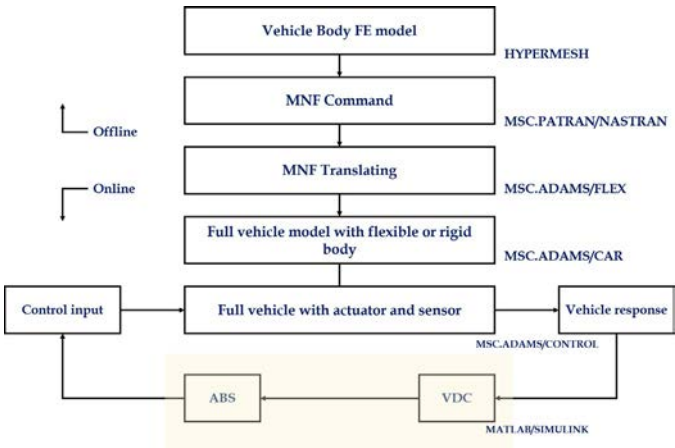 Vehicle Body FE model
HYPERMESH
MNF Command
MSC.PATRAN/NASTRAN
Offline
MNF Translating
Online
MSC.ADAMS/FLEX
Full vehicle model with flexible or rigid
body
MSC.ADAMS/CAR
Control input
Full vehicle with actuator and sensor
Vehicle response
MSC.ADAMS/CONTROL
ABS
VDC
MATLAB/SIMULINK